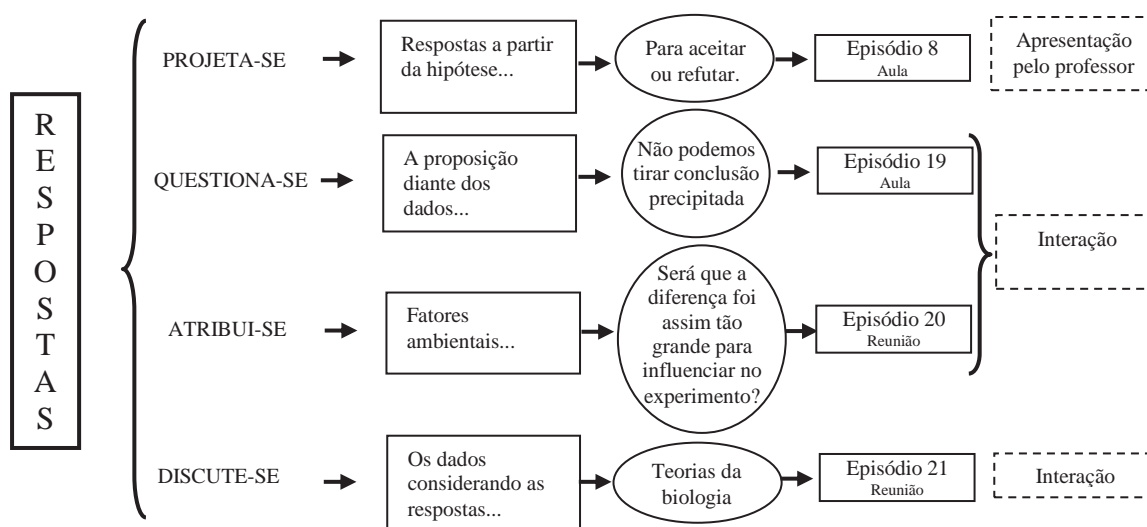 RESPOSTAS
PROJETA-SE
Respostas a partir
da hipótese...
Para aceitar
ou refutar.
Episódio 8
Aula
Apresentação
pelo professor
QUESTIONA-SE
A proposição
diante dos
dados...
Não podemos
tirar conclusão
precipitada
Episódio 19
Aula
Interação
ATRIBUI-SE
Fatores
ambientais...
Será que a
diferença foi
assim tão
grande para
influenciar no
experimento?
Episódio 20
Reunião
DISCUTE-SE
Os dados
considerando as
respostas...
Teorias da
biologia
Episódio 21
Reunião
Interação